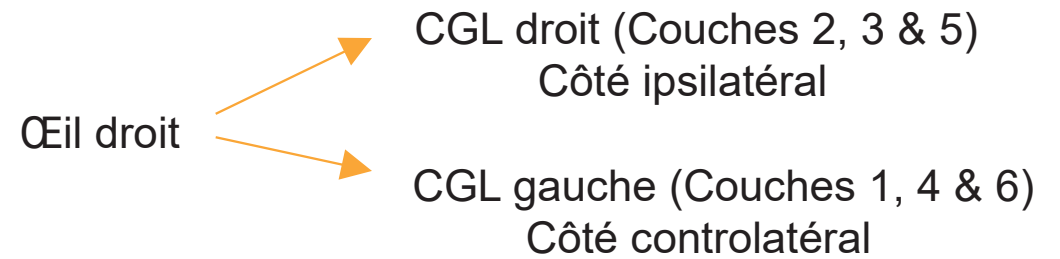 CGL droit (Couches 2, 3 & 5)
Côté ipsilatéral
Œil droit
CGL gauche (Couches 1, 4 & 6)
Côté controlatéral